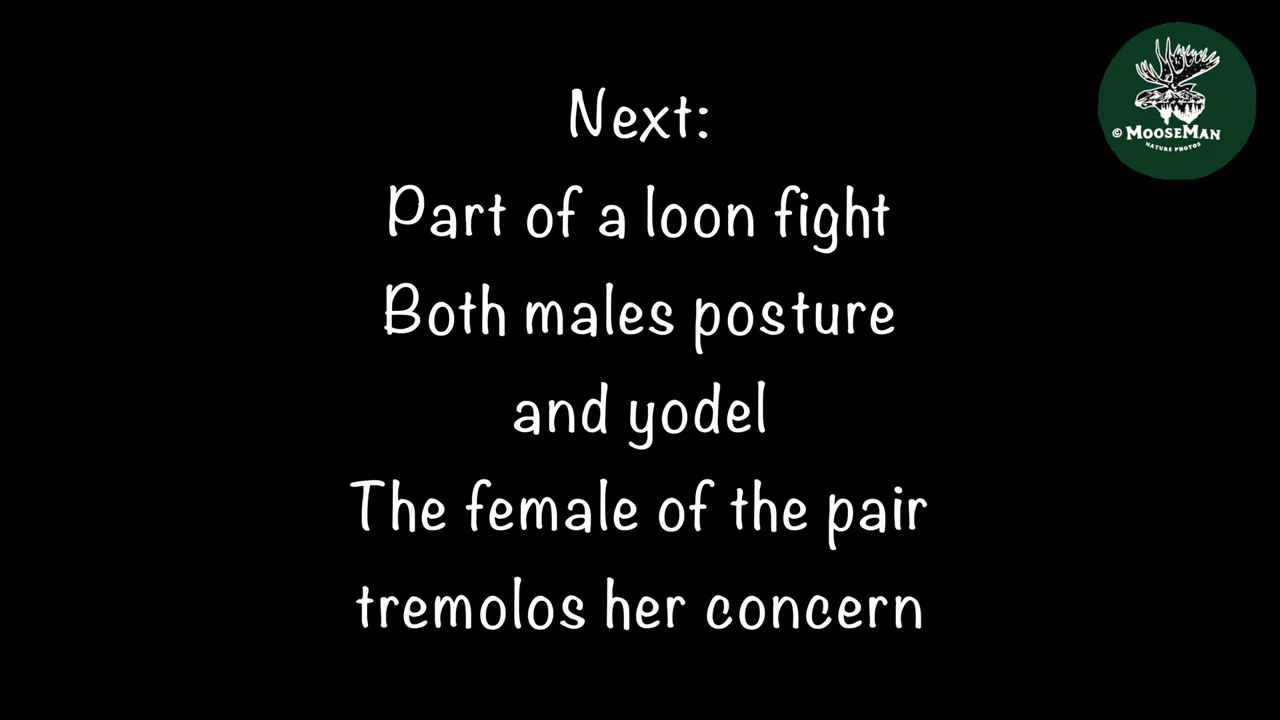 Next:
Part of a loon fight
Both males posture
and yodel
The female of the pair
tremolos her concern
© MOOSEMAN
NATURE PHOTOS